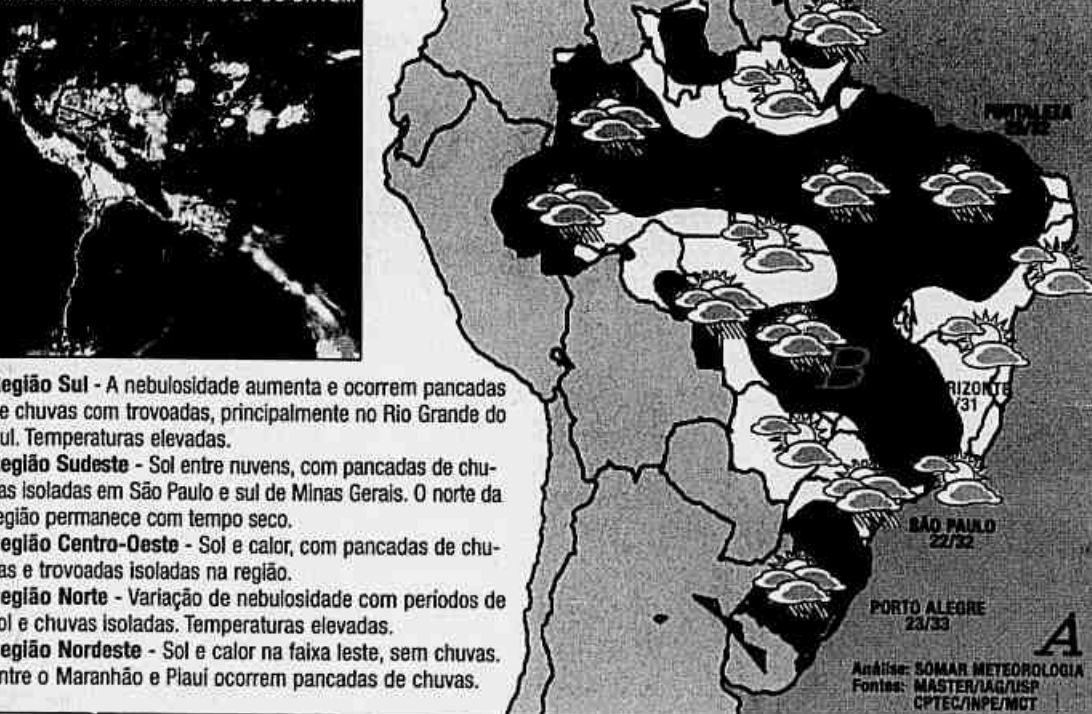 FORTALEZA
RIZONTE
/31
B
SÃO PAULO
22/32
PORTO ALEGRE
23/33
A
Análise: SOMAR METEOROLOGIA
Fontes: MASTER/IAG/USP
CPTEC/INPE/MCT
egião Sul - A nebulosidade aumenta e ocorrem pancadas
e chuvas com trovoadas, principalmente no Rio Grande do
ul. Temperaturas elevadas.
egião Sudeste - Sol entre nuvens, com pancadas de chu-
as isoladas em São Paulo e sul de Minas Gerais. O norte da
egião permanece com tempo seco.
egião Centro-Oeste - Sol e calor, com pancadas de chu-
as e trovoadas isoladas na região.
egião Norte - Variação de nebulosidade com períodos de
ol e chuvas isoladas. Temperaturas elevadas.
egião Nordeste - Sol e calor na faixa leste, sem chuvas.
ntre o Maranhão e Piauí ocorrem pancadas de chuvas.